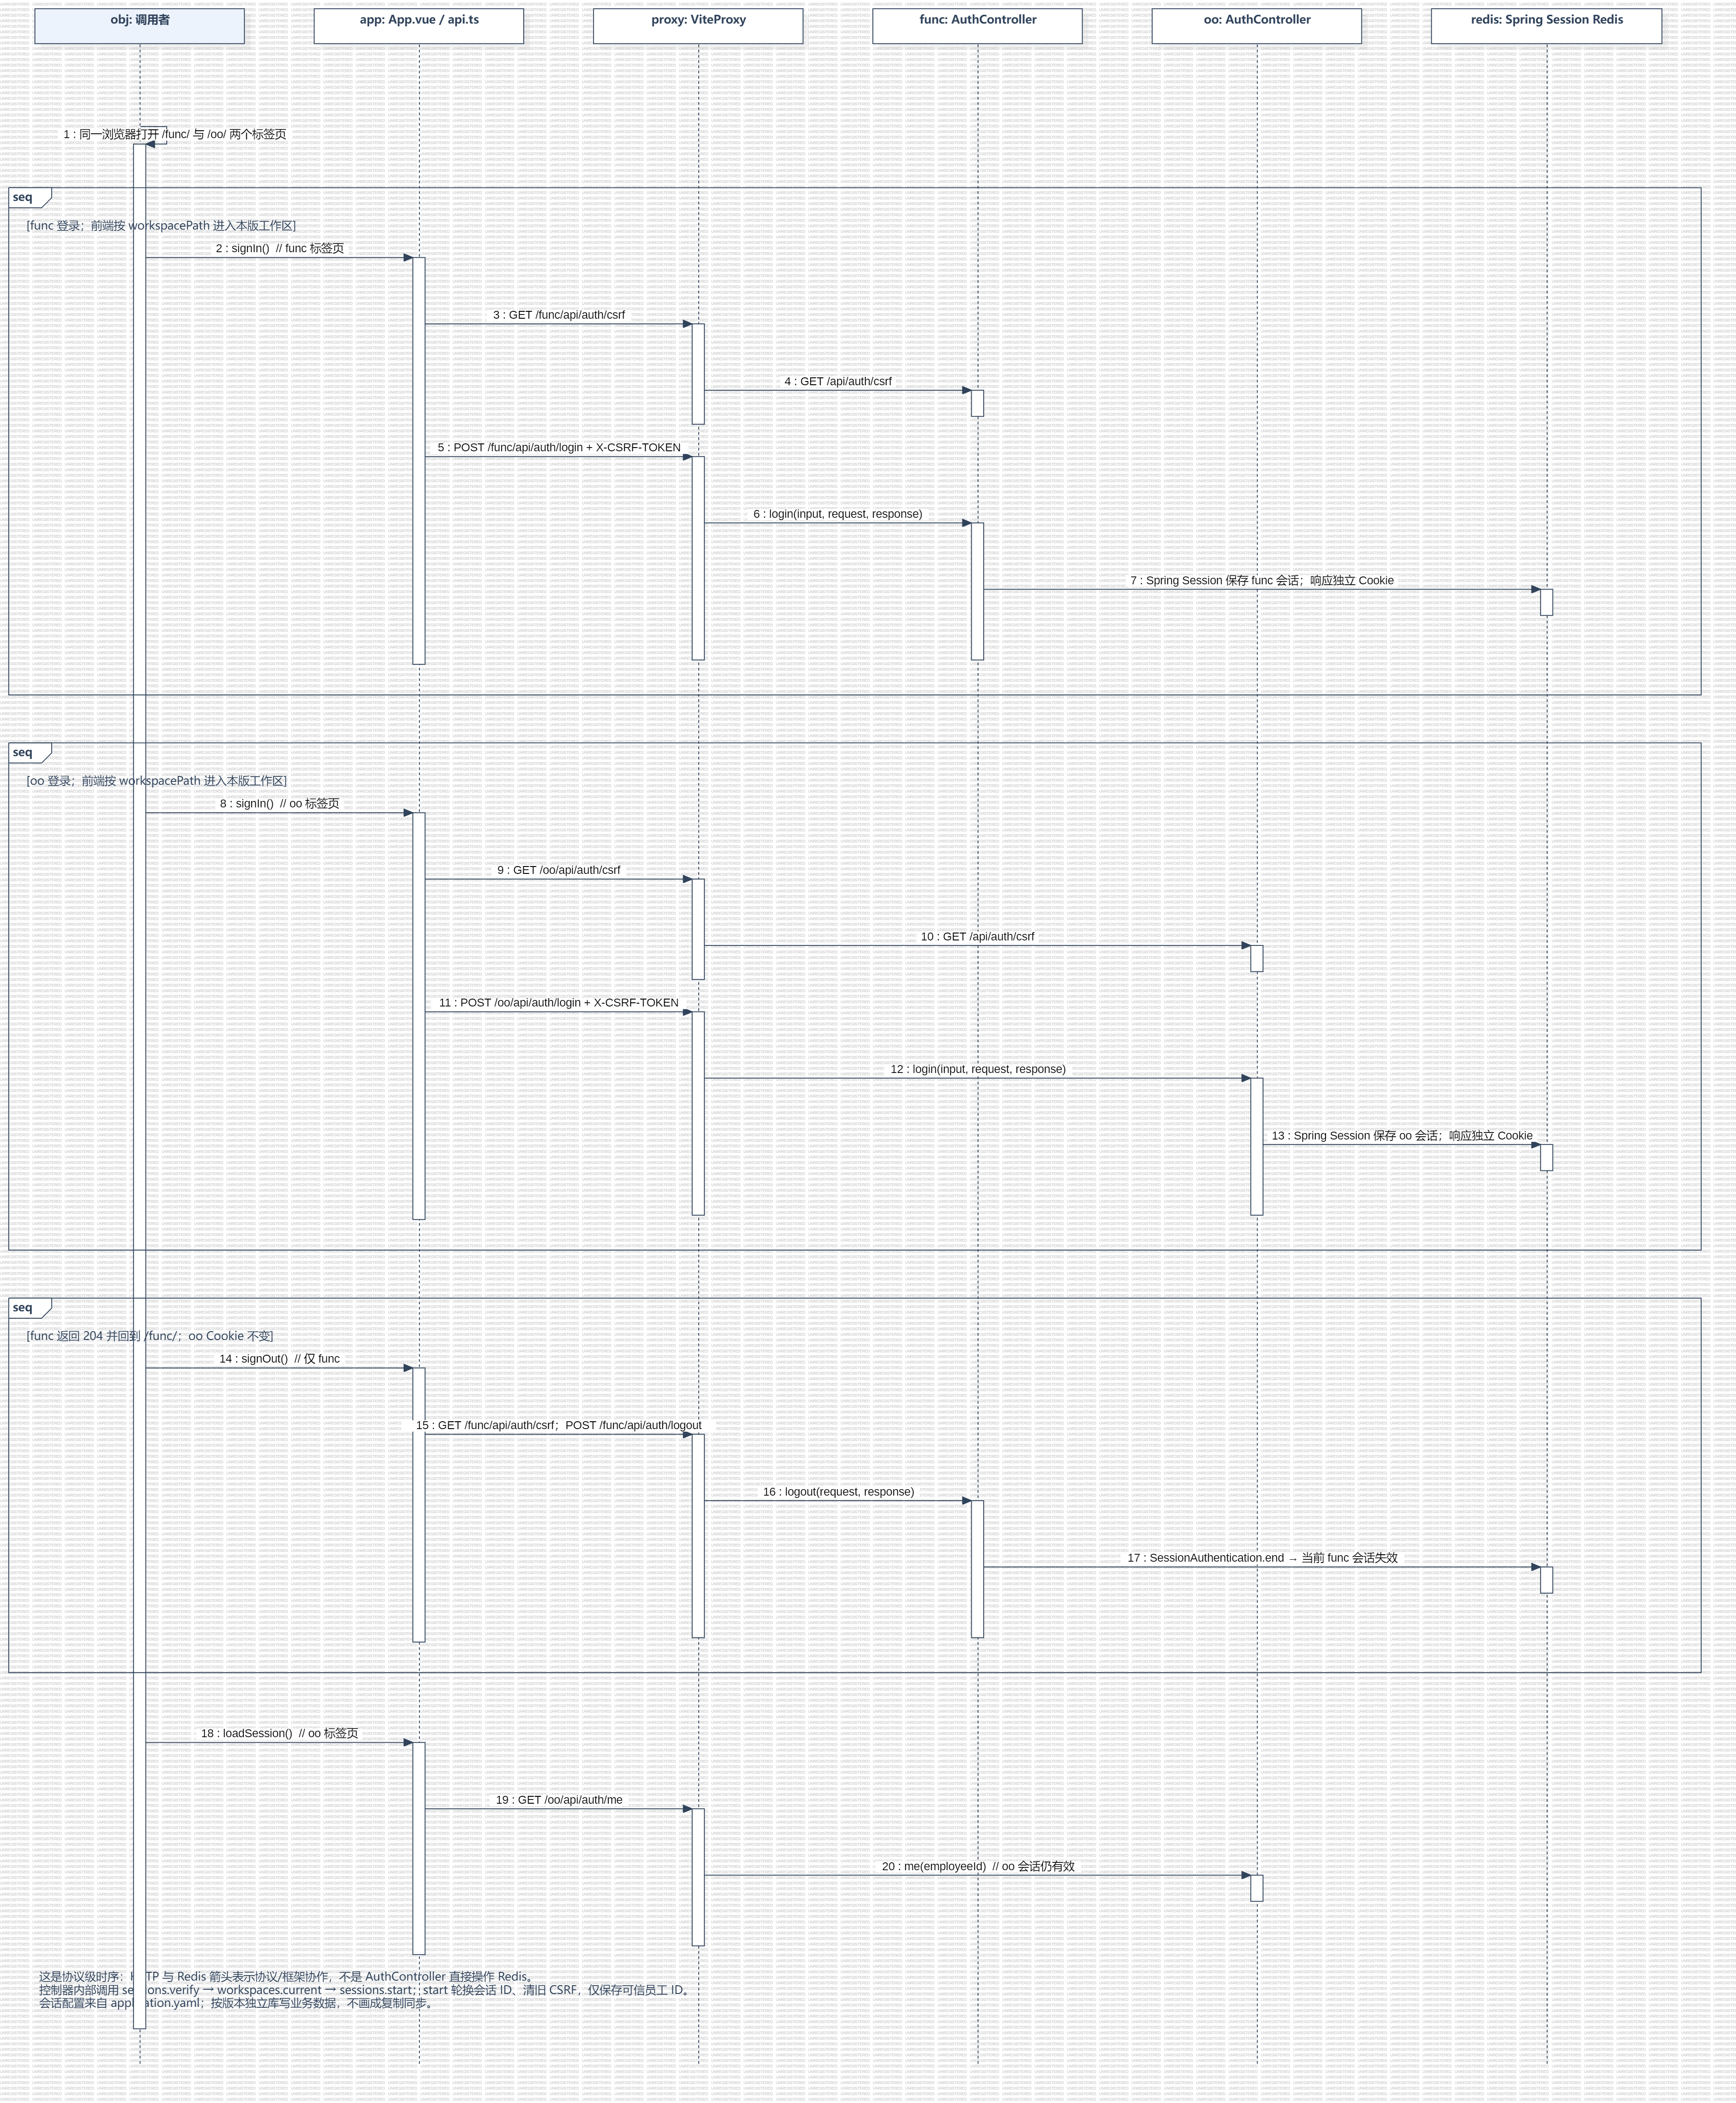 obj: 调用者
app: App.vue / api.ts
proxy: ViteProxy
func: AuthController
oo: AuthController
redis: Spring Session Redis
1 : 同一浏览器打开 /func/ 与 /oo/ 两个标签页
seq
[func 登录；前端按 workspacePath 进入本版工作区]
2 : signIn()  // func 标签页
3 : GET /func/api/auth/csrf
4 : GET /api/auth/csrf
5 : POST /func/api/auth/login + X-CSRF-TOKEN
6 : login(input, request, response)
7 : Spring Session 保存 func 会话；响应独立 Cookie
seq
[oo 登录；前端按 workspacePath 进入本版工作区]
8 : signIn()  // oo 标签页
9 : GET /oo/api/auth/csrf
10 : GET /api/auth/csrf
11 : POST /oo/api/auth/login + X-CSRF-TOKEN
12 : login(input, request, response)
13 : Spring Session 保存 oo 会话；响应独立 Cookie
seq
[func 返回 204 并回到 /func/；oo Cookie 不变]
14 : signOut()  // 仅 func
15 : GET /func/api/auth/csrf；POST /func/api/auth/logout
16 : logout(request, response)
17 : SessionAuthentication.end → 当前 func 会话失效
18 : loadSession()  // oo 标签页
19 : GET /oo/api/auth/me
20 : me(employeeId)  // oo 会话仍有效
这是协议级时序：HTTP 与 Redis 箭头表示协议/框架协作，不是 AuthController 直接操作 Redis。
控制器内部调用 sessions.verify → workspaces.current → sessions.start；start 轮换会话 ID、清旧 CSRF，仅保存可信员工 ID。
会话配置来自 application.yaml；按版本独立库写业务数据，不画成复制同步。